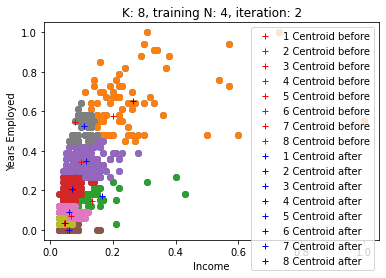 K: 8, training N: 4, iteration: 2
1.0
0.8
0.6
0.4
0.2
0.0
Years Employed
0.0
0.2
0.4
0.6
0.8
1.0
Income
1 Centroid before
2 Centroid before
3 Centroid before
4 Centroid before
5 Centroid before
6 Centroid before
7 Centroid before
8 Centroid before
1 Centroid after
2 Centroid after
3 Centroid after
4 Centroid after
5 Centroid after
6 Centroid after
7 Centroid after
8 Centroid after